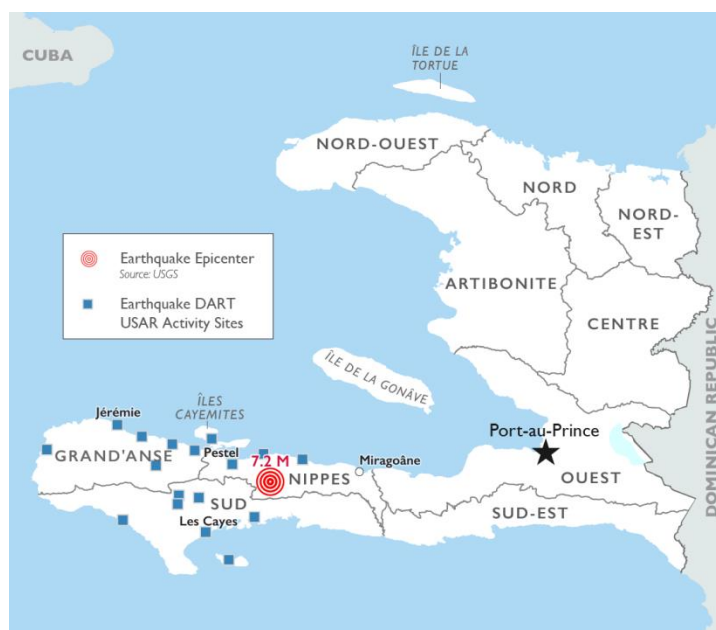 CUBA
ÎLE DE LA
TORTUE
NORD-OUEST
NORD
NORD-
EST
Earthquake Epicenter
Source: USGS
Earthquake DART
USAR Activity Sites
ARTIBONITE
CENTRE
DOMINICAN REPUBLIC
ÎLE DE LA GONÂVE
ÎLES
CAYEMITES
Jérémie
Port-au-Prince
Pestel
GRAND'ANSE
7.2 M
Miragoâne
NIPPES
OUEST
SUD
SUD-EST
Les Cayes